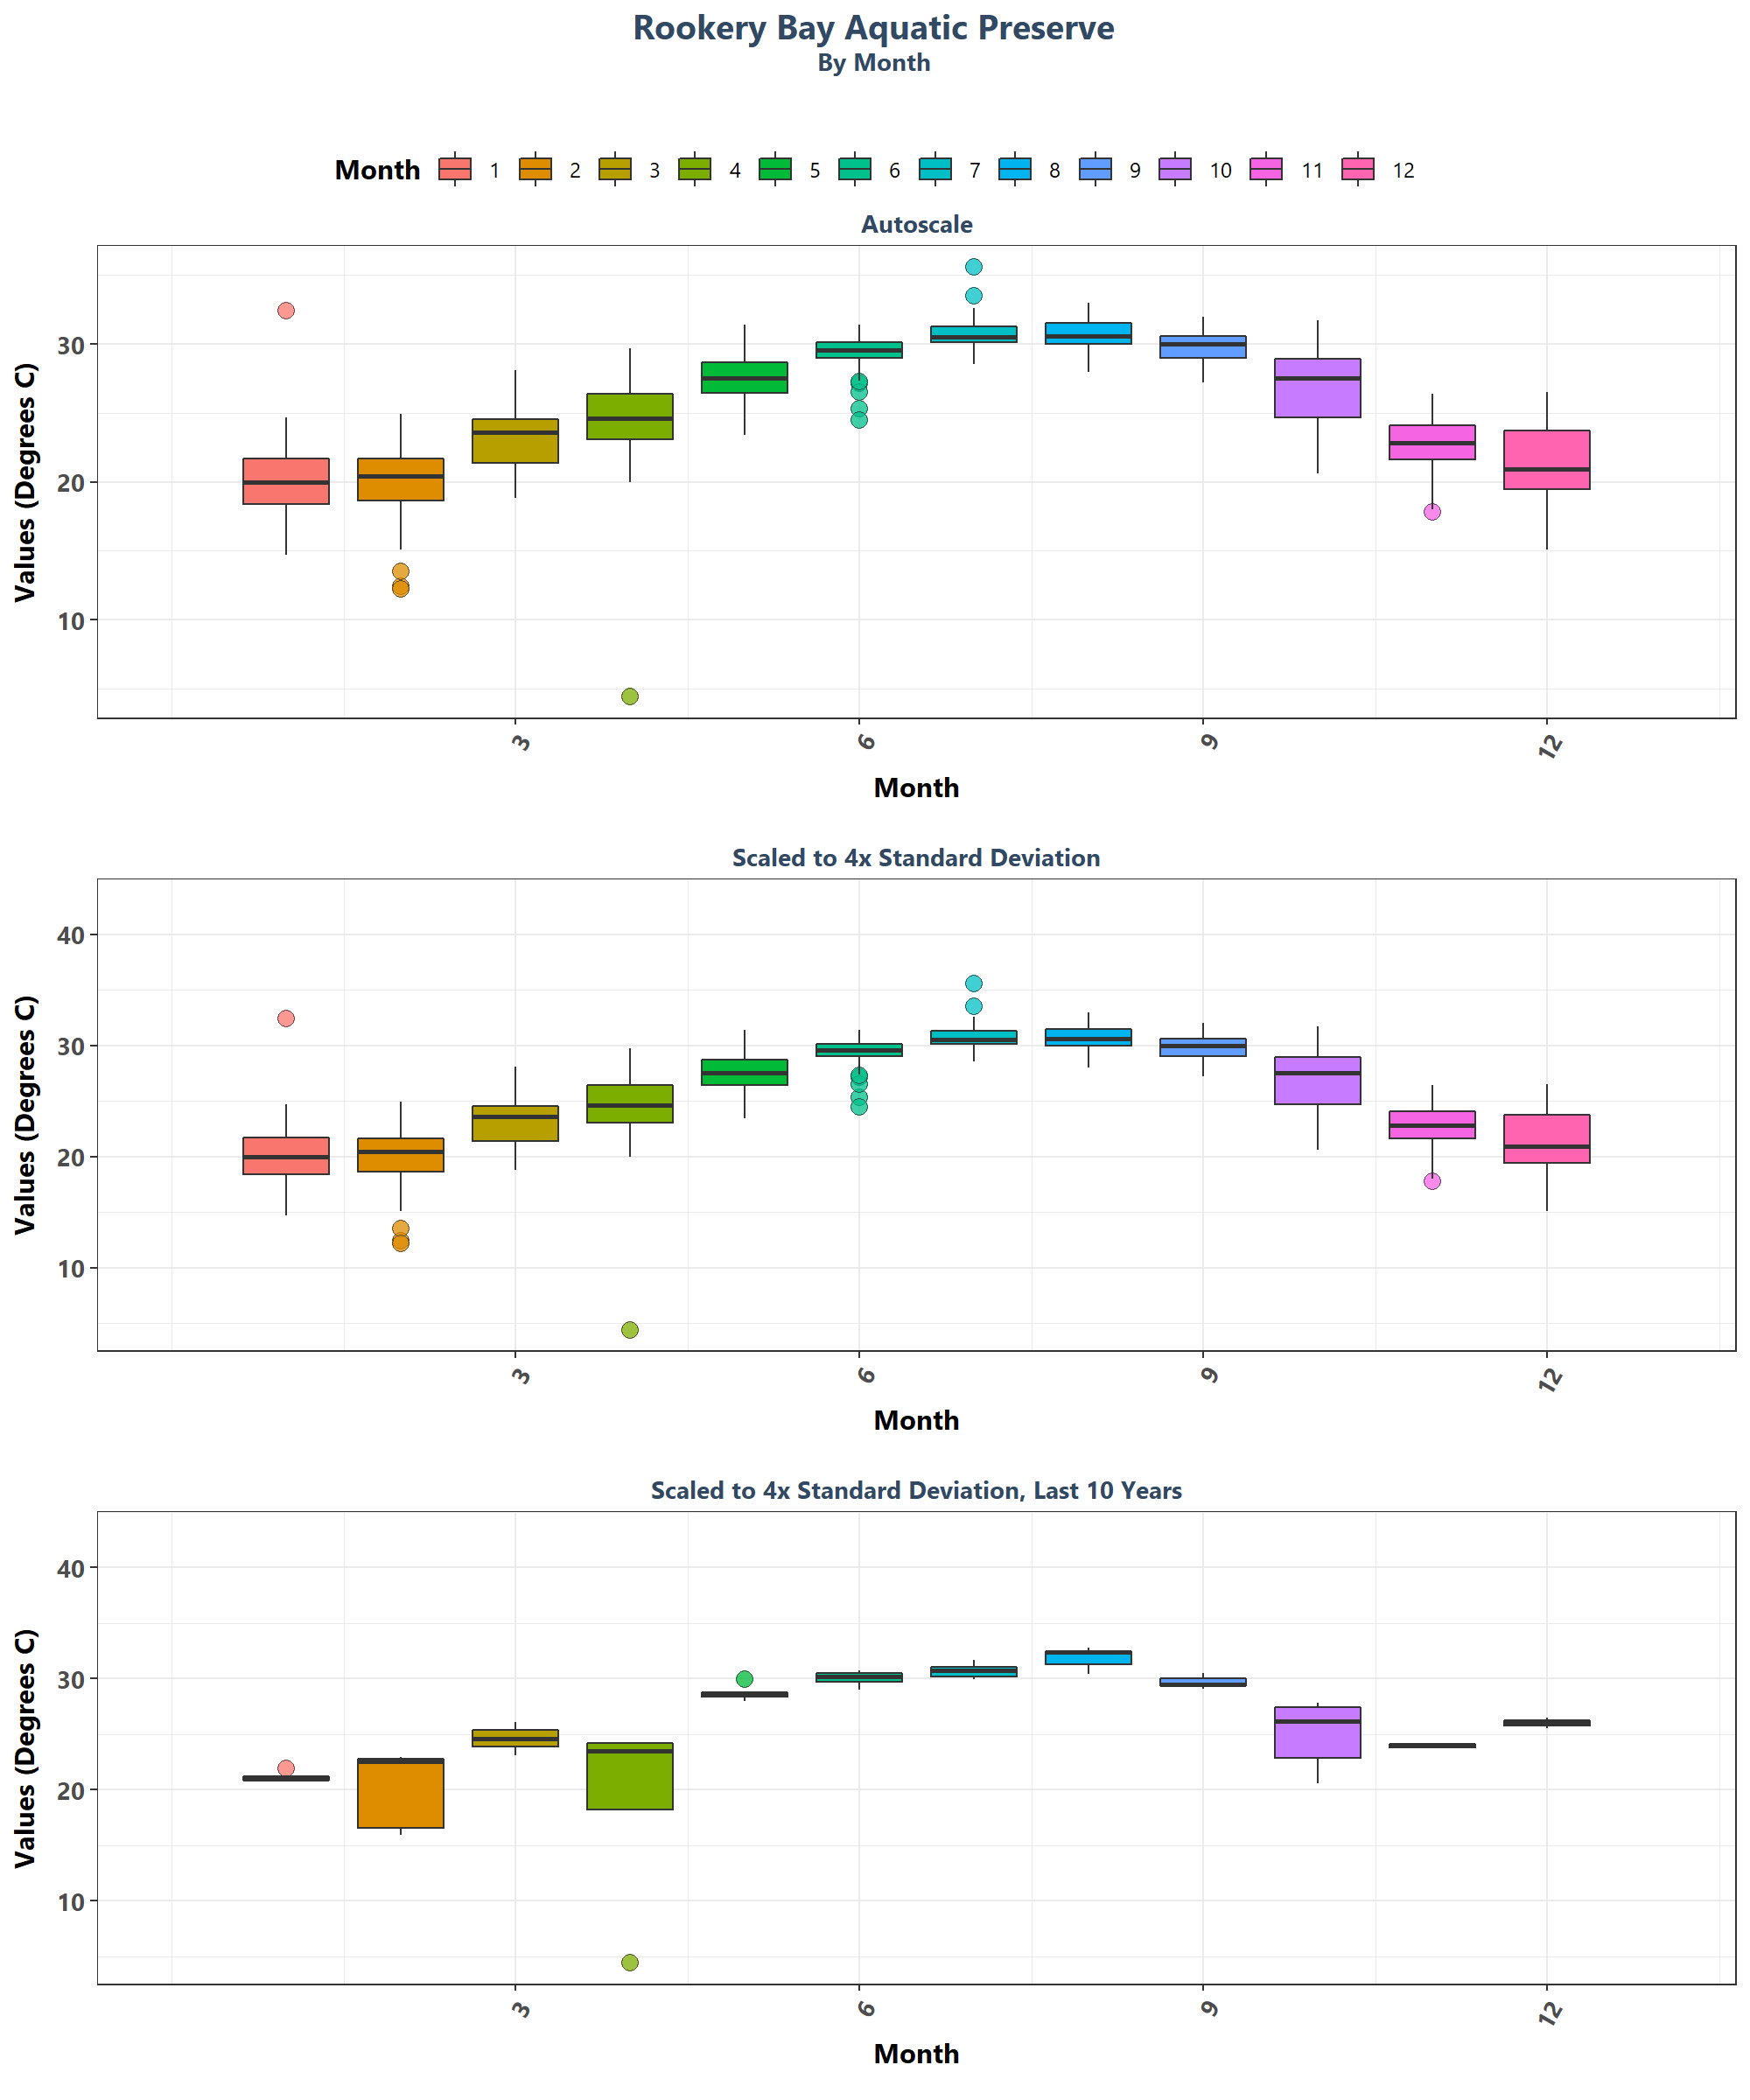 Rookery Bay Aquatic Preserve
By Month
Month 1 2 3 4 5 6 7 8 9 10 11 12
Autoscale
Values (Degrees C)
30
20
10
3 6 9 12
Month
Scaled to 4x Standard Deviation
Values (Degrees C)
40
30
20
10
3 6 9 12
Month
Scaled to 4x Standard Deviation, Last 10 Years
Values (Degrees C)
40
30
20
10
3 6 9 12
Month